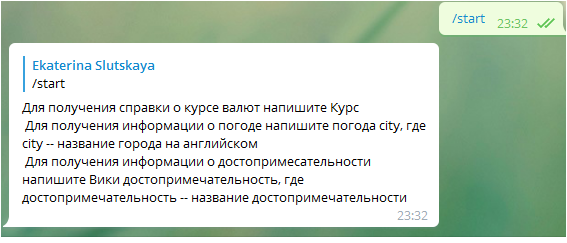 /start 23:32
Ekaterina Slutskaya
/start
Для получения справки о курсе валют напишите Курс
Для получения информации о погоде напишите погода city, где
city -- название города на английском
Для получения информации о достопримесательности
напишите Вики достопримечательность, где
достопримечательность -- название достопримечательности
23:32